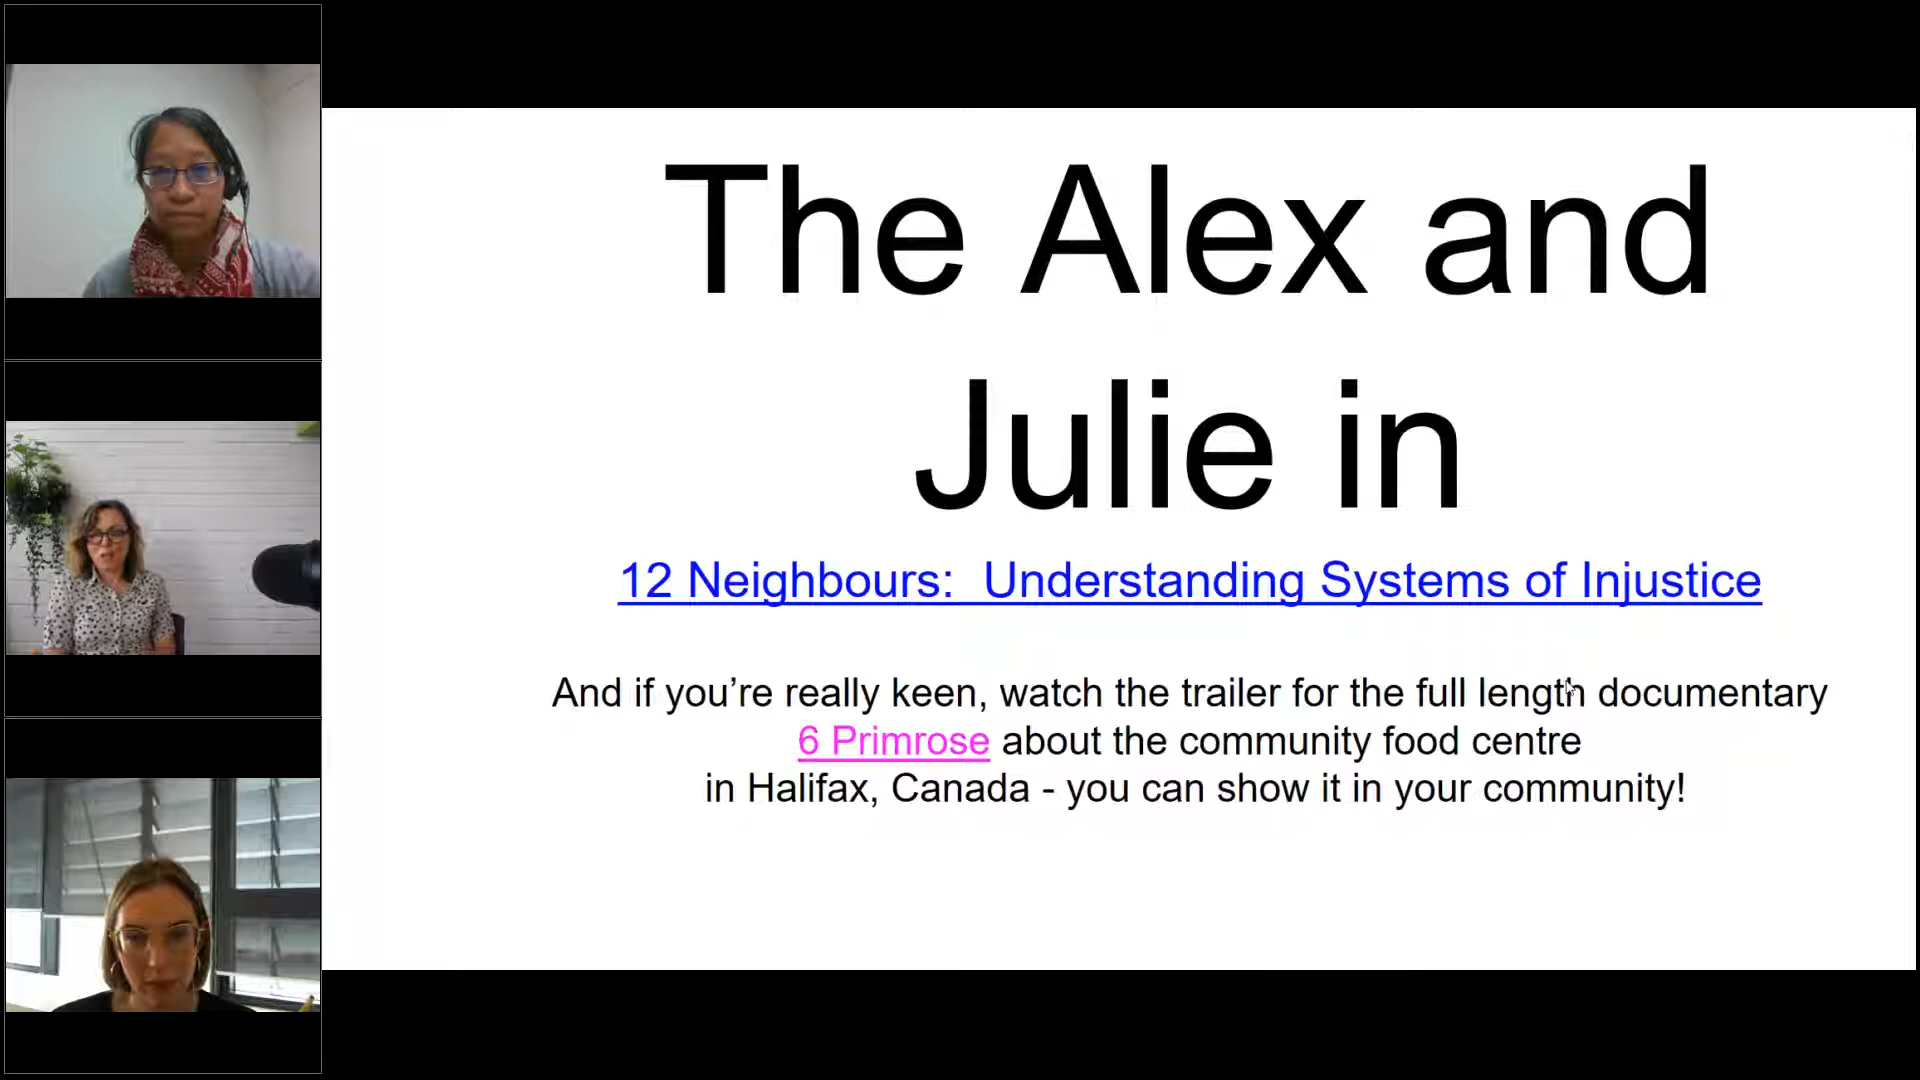 The Alex and
Julie in
12 Neighbours:  Understanding Systems of Injustice
And if you’re really keen, watch the trailer for the full length documentary
6 Primrose about the community food centre
in Halifax, Canada - you can show it in your community!